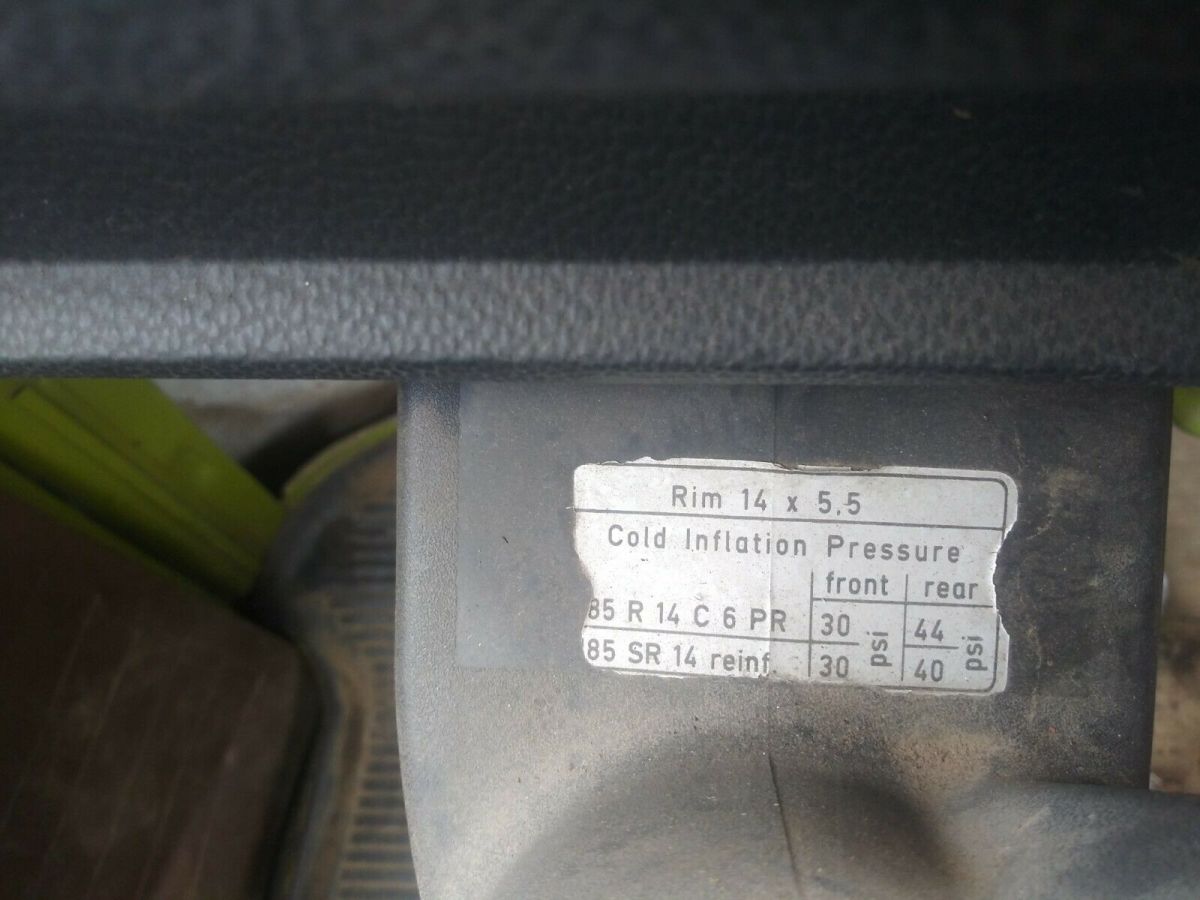 Rim 14 x 5.5
Cold Inflation Pressure
front rear
85 R 14 C 6 PR 30 psi 44 psi
85 SR 14 reinf 30 40